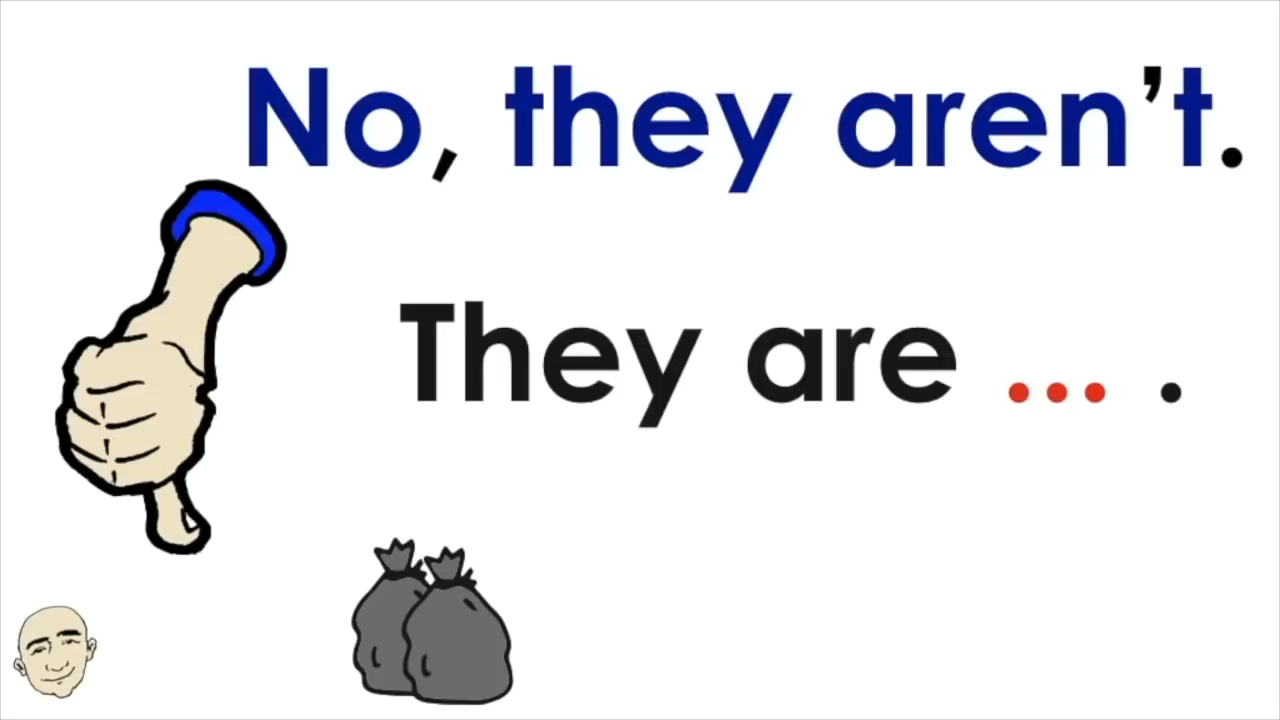 No, they aren’t.
They are ... .